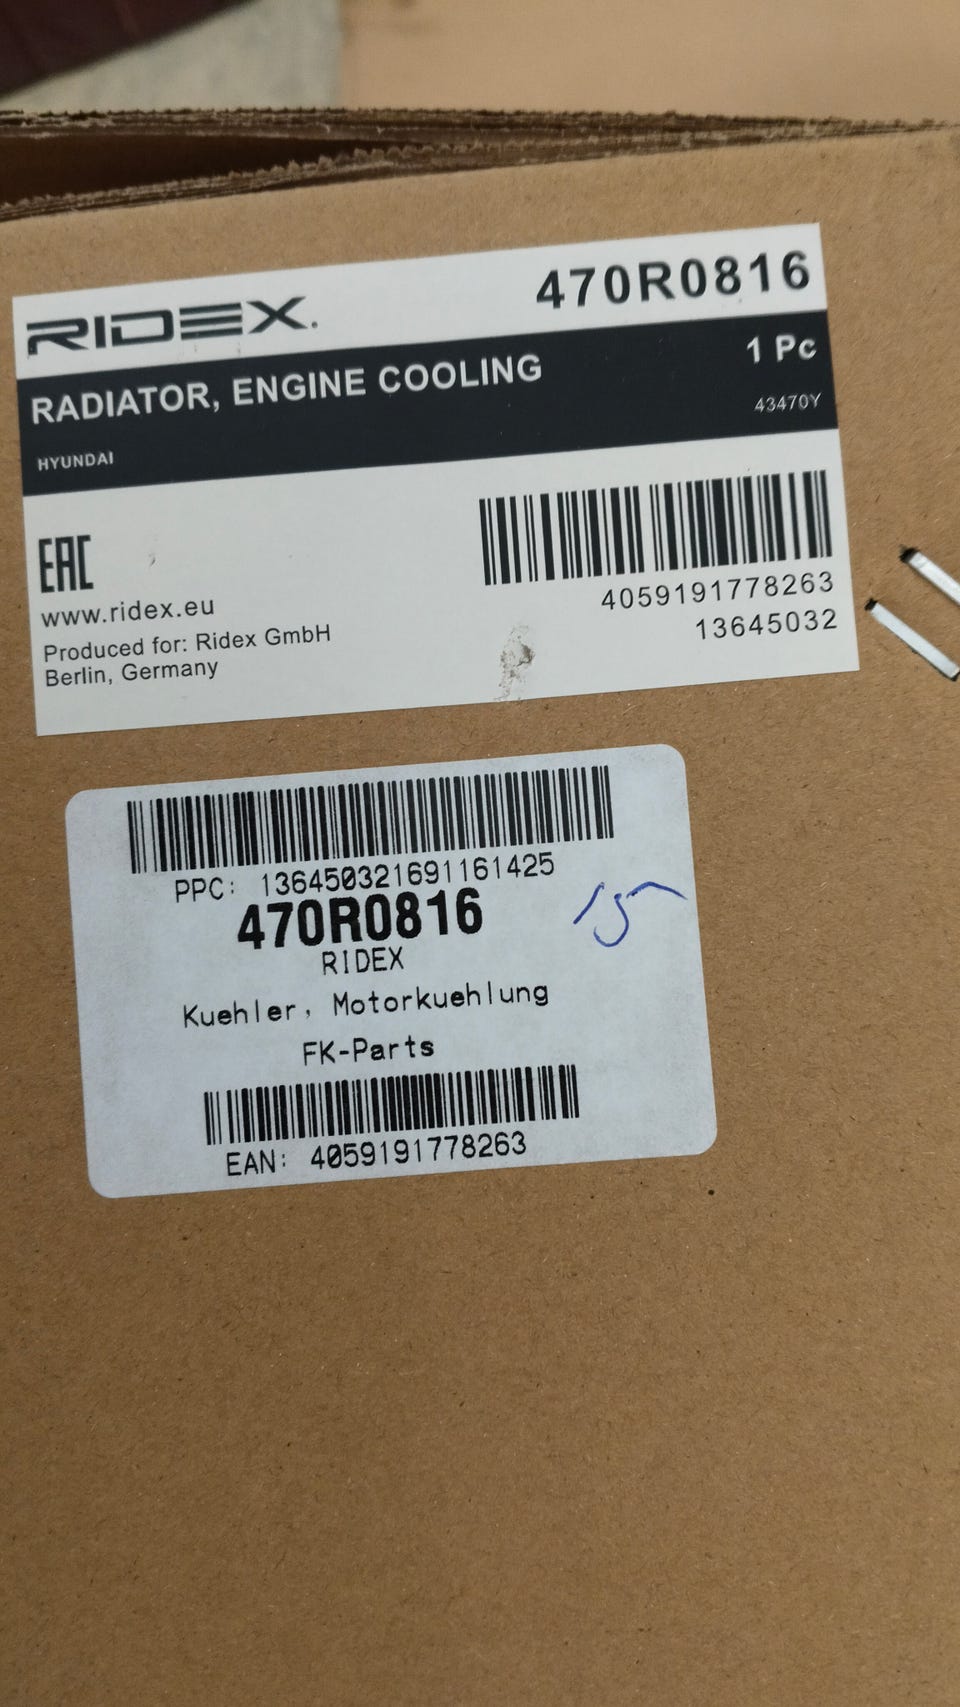 RIDEX.
470R0816
RADIATOR, ENGINE COOLING
1 Pc
HYUNDAI
43470Y
EAC
www.ridex.eu
Produced for: Ridex GmbH
Berlin, Germany
4059191778263
13645032
PPC: 136450321691161425
470R0816
RIDEX
Kuehler, Motorkuehlung
FK-Parts
EAN: 4059191778263
15